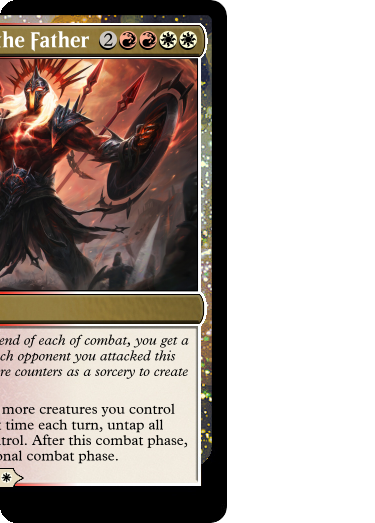 the Father 2
end of each of combat, you get a
ch opponent you attacked this
re counters as a sorcery to create
more creatures you control
t time each turn, untap all
trol. After this combat phase,
onal combat phase.